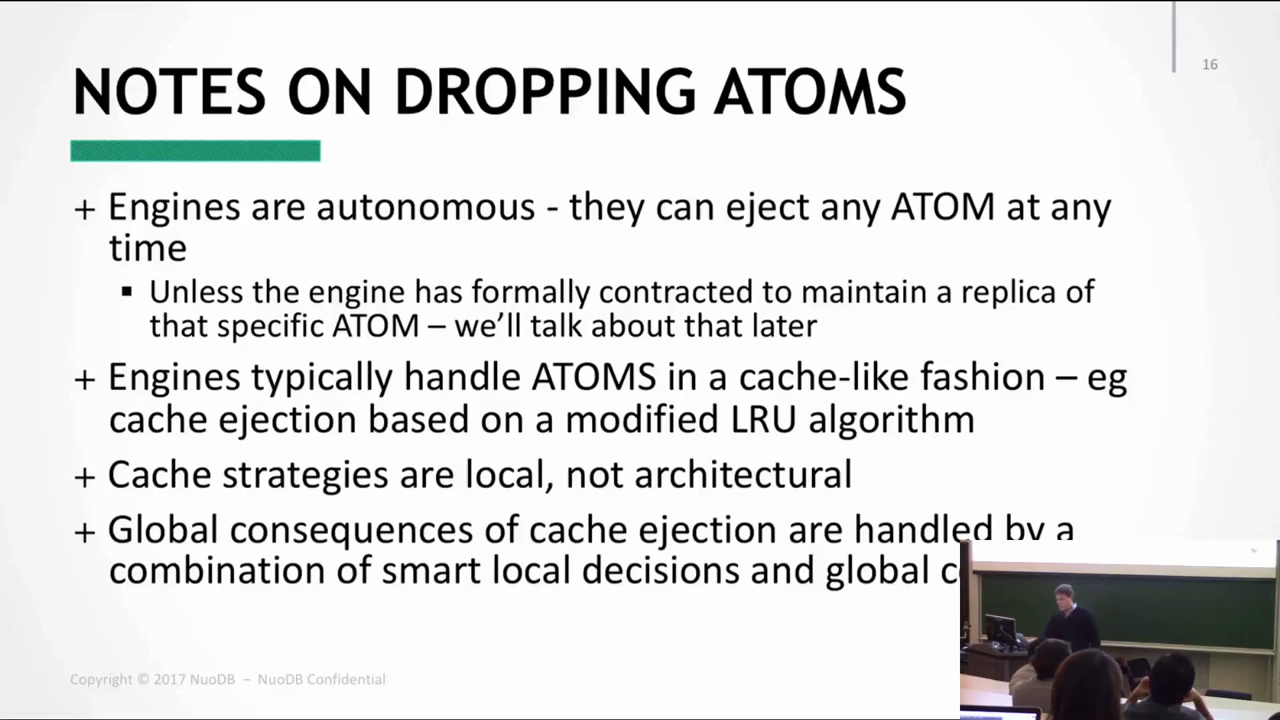 16
NOTES ON DROPPING ATOMS
+ Engines are autonomous - they can eject any ATOM at any
time
▪ Unless the engine has formally contracted to maintain a replica of
that specific ATOM – we’ll talk about that later
+ Engines typically handle ATOMS in a cache-like fashion – eg
cache ejection based on a modified LRU algorithm
+ Cache strategies are local, not architectural
+ Global consequences of cache ejection are handled by a
combination of smart local decisions and global
Copyright © 2017 NuoDB – NuoDB Confidential